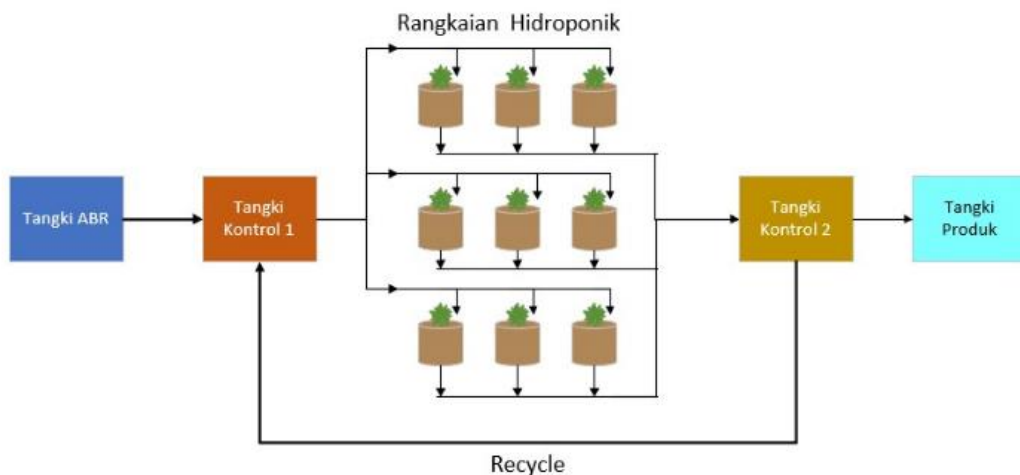 Rangkaian Hidroponik
Tangki ABR
Tangki
Kontrol 1
Tangki
Kontrol 2
Tangki
Produk
Recycle